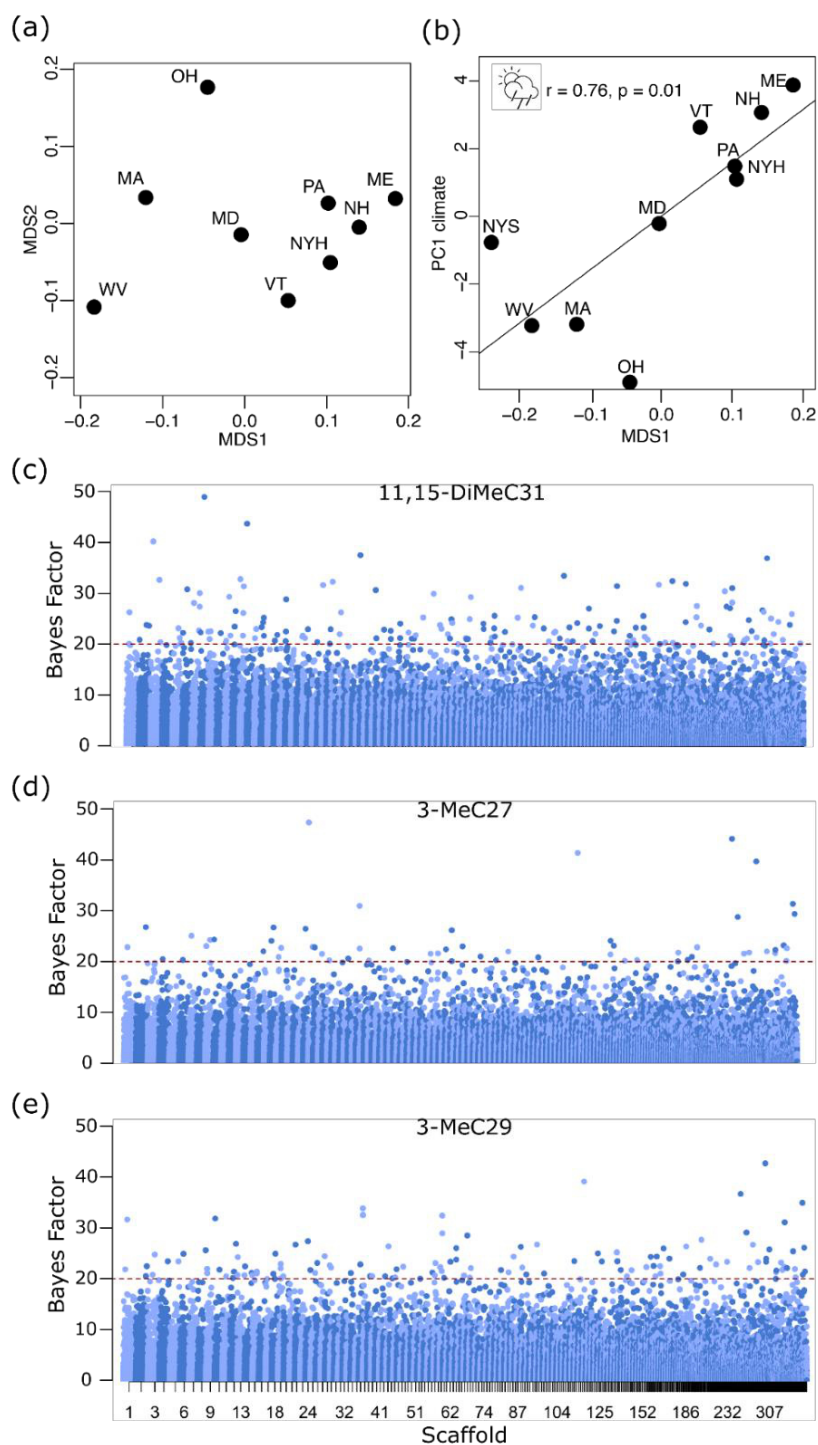 (a)
OH
MA
PA
ME
MD
NH
NYH
VT
WV
MDS2
0.2
0.1
0.0
−0.1
−0.2
−0.2
−0.1
0.0
0.1
0.2
MDS1
(b)
r = 0.76, p = 0.01
ME
NH
VT
PA
NYH
MD
NYS
WV
MA
OH
PC1 climate
4
2
0
−2
−4
−0.2
−0.1
0.0
0.1
0.2
MDS1
(c)
11,15-DiMeC31
Bayes Factor
50
40
30
20
10
0
(d)
3-MeC27
Bayes Factor
50
40
30
20
10
0
(e)
3-MeC29
Bayes Factor
50
40
30
20
10
0
1 3 6 9 13 18 24 32 41 51 62 74 87 104 125 152 186 232 307
Scaffold